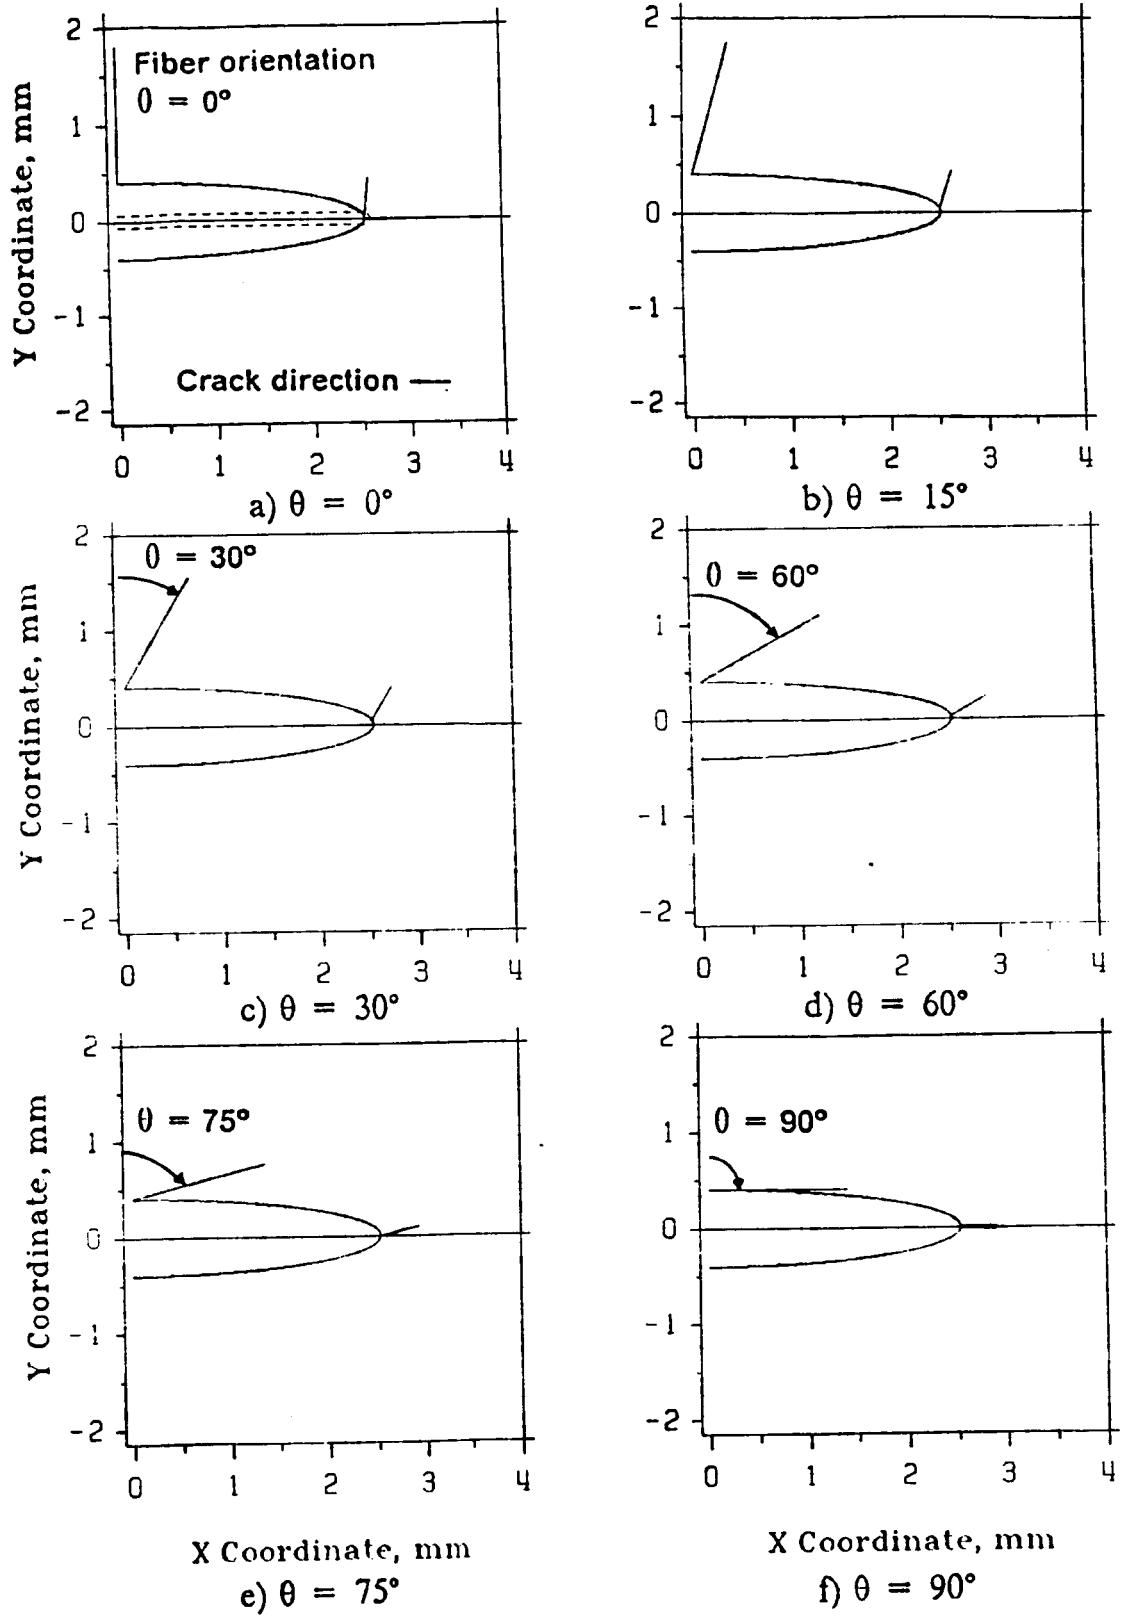 2
1
0
-1
-2
Y Coordinate, mm
Fiber orientation
θ = 0°
Crack direction —
0 1 2 3 4
a) θ = 0°
2
1
0
-1
-2
0 1 2 3 4
b) θ = 15°
2
1
0
-1
-2
Y Coordinate, mm
θ = 30°
0 1 2 3 4
c) θ = 30°
2
1
0
-1
-2
θ = 60°
0 1 2 3 4
d) θ = 60°
2
1
0
-1
-2
Y Coordinate, mm
θ = 75°
0 1 2 3 4
X Coordinate, mm
e) θ = 75°
2
1
0
-1
-2
θ = 90°
0 1 2 3 4
X Coordinate, mm
f) θ = 90°